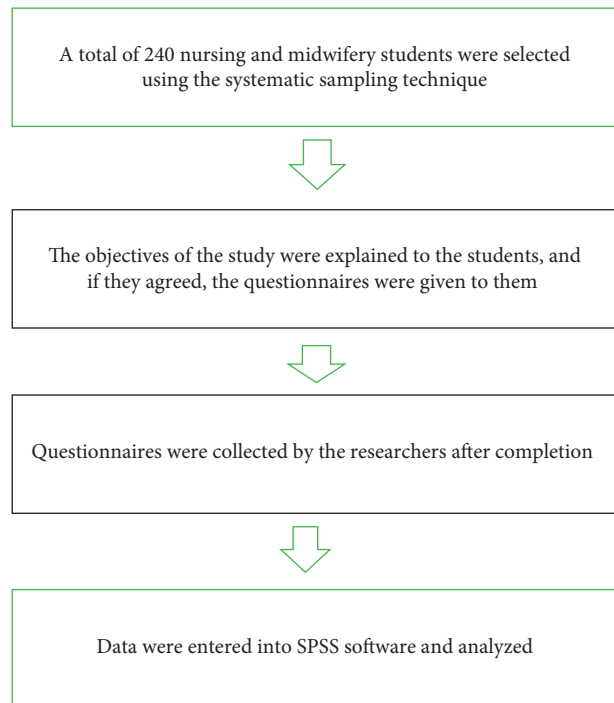 A total of 240 nursing and midwifery students were selected
using the systematic sampling technique
The objectives of the study were explained to the students, and
if they agreed, the questionnaires were given to them
Questionnaires were collected by the researchers after completion
Data were entered into SPSS software and analyzed